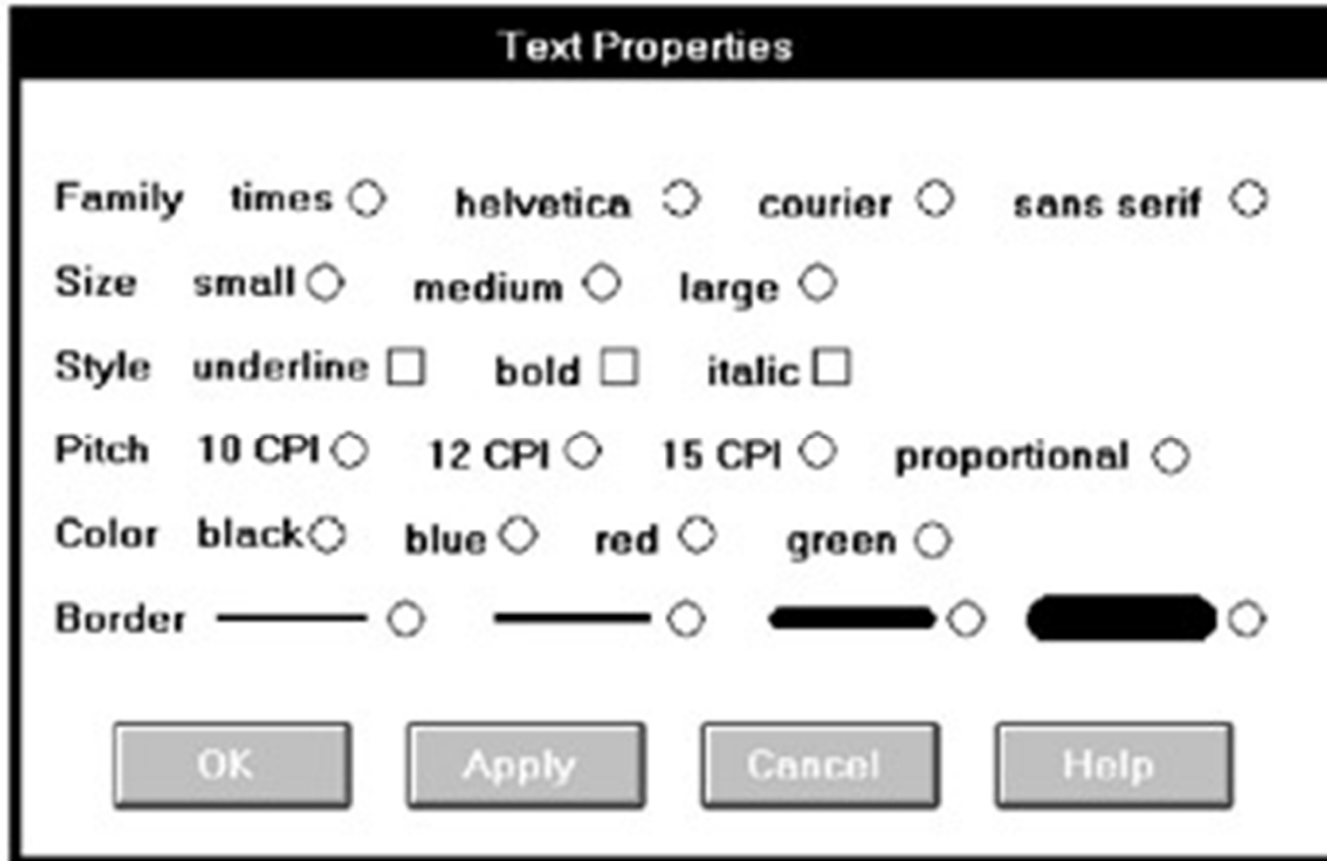 Text Properties
Family times helvetica courier sans serif
Size small medium large
Style underline bold italic
Pitch 10 CPI 12 CPI 15 CPI proportional
Color black blue red green
Border
OK Apply Cancel Help